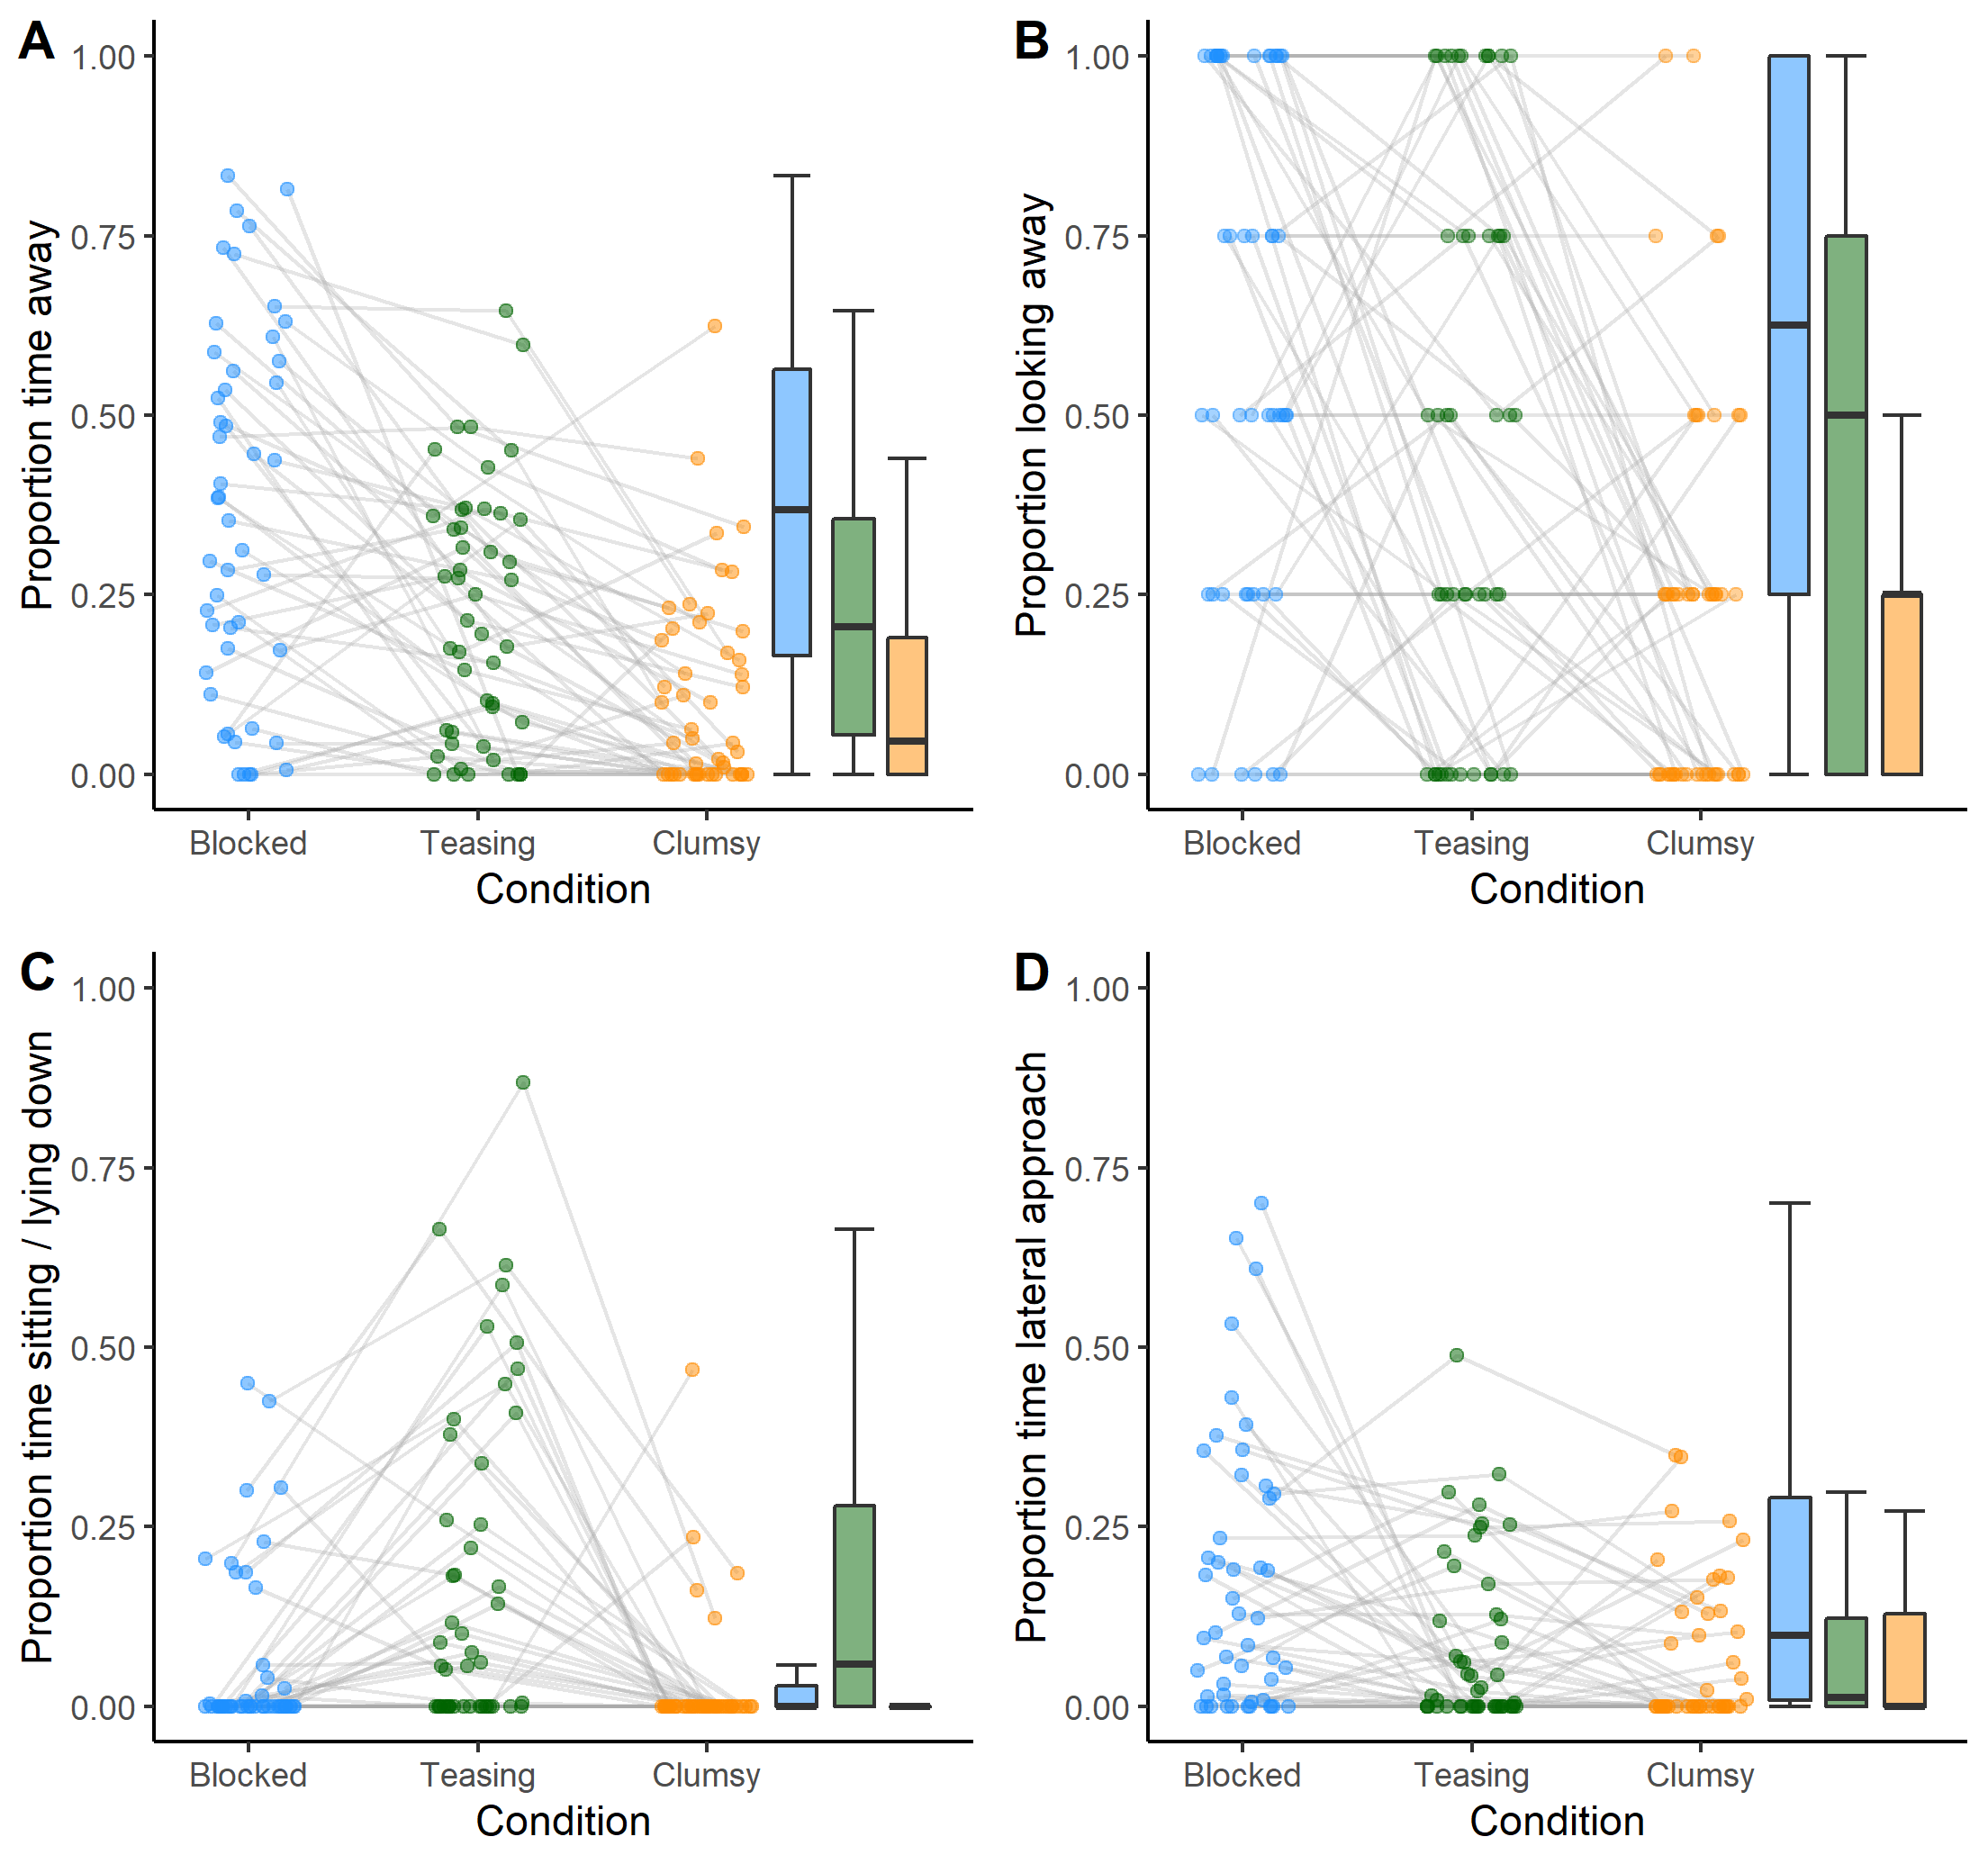 A
Proportion time away
1.00
0.75
0.50
0.25
0.00
Blocked Teasing Clumsy
Condition
B
Proportion looking away
1.00
0.75
0.50
0.25
0.00
Blocked Teasing Clumsy
Condition
C
Proportion time sitting / lying down
1.00
0.75
0.50
0.25
0.00
Blocked Teasing Clumsy
Condition
D
Proportion time lateral approach
1.00
0.75
0.50
0.25
0.00
Blocked Teasing Clumsy
Condition